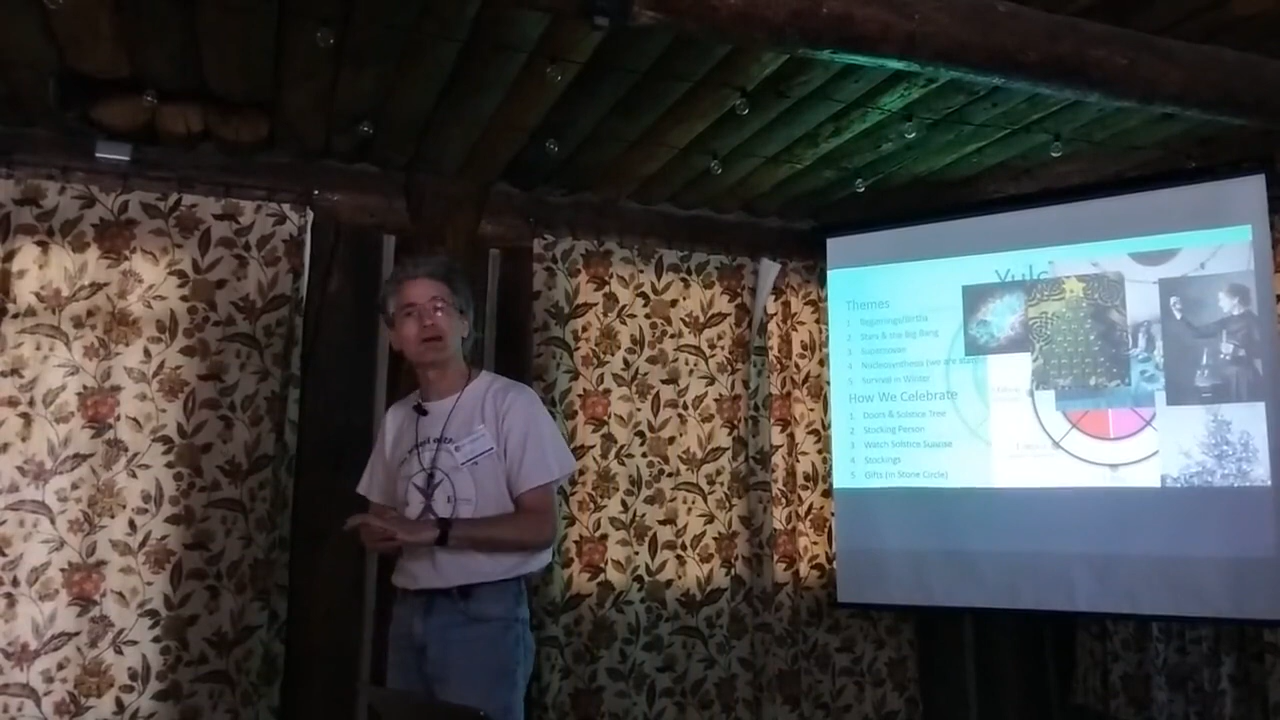 Yule
Themes
1. Beginnings/Births
2. Stars & the Big Bang
3. Supernovae
4. Nucleosynthesis (we are star
5. Survival in Winter
How We Celebrate
1. Doors & Solstice Tree
2. Stocking Person
3. Watch Solstice Sunrise
4. Stockings
5. Gifts (in Stone Circle)